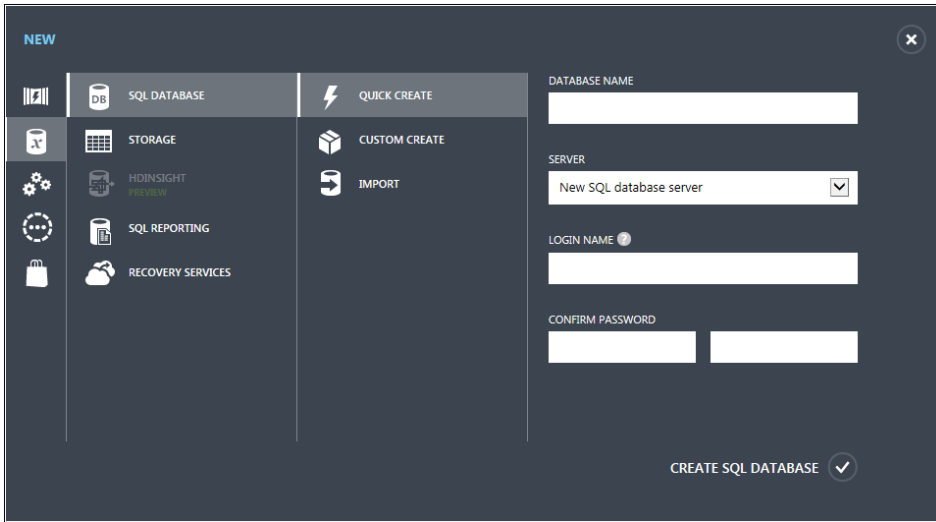 NEW
DB
SQL DATABASE
STORAGE
HDINSIGHT
PREVIEW
SQL REPORTING
RECOVERY SERVICES
QUICK CREATE
CUSTOM CREATE
IMPORT
DATABASE NAME
SERVER
New SQL database server
LOGIN NAME ?
CONFIRM PASSWORD
CREATE SQL DATABASE